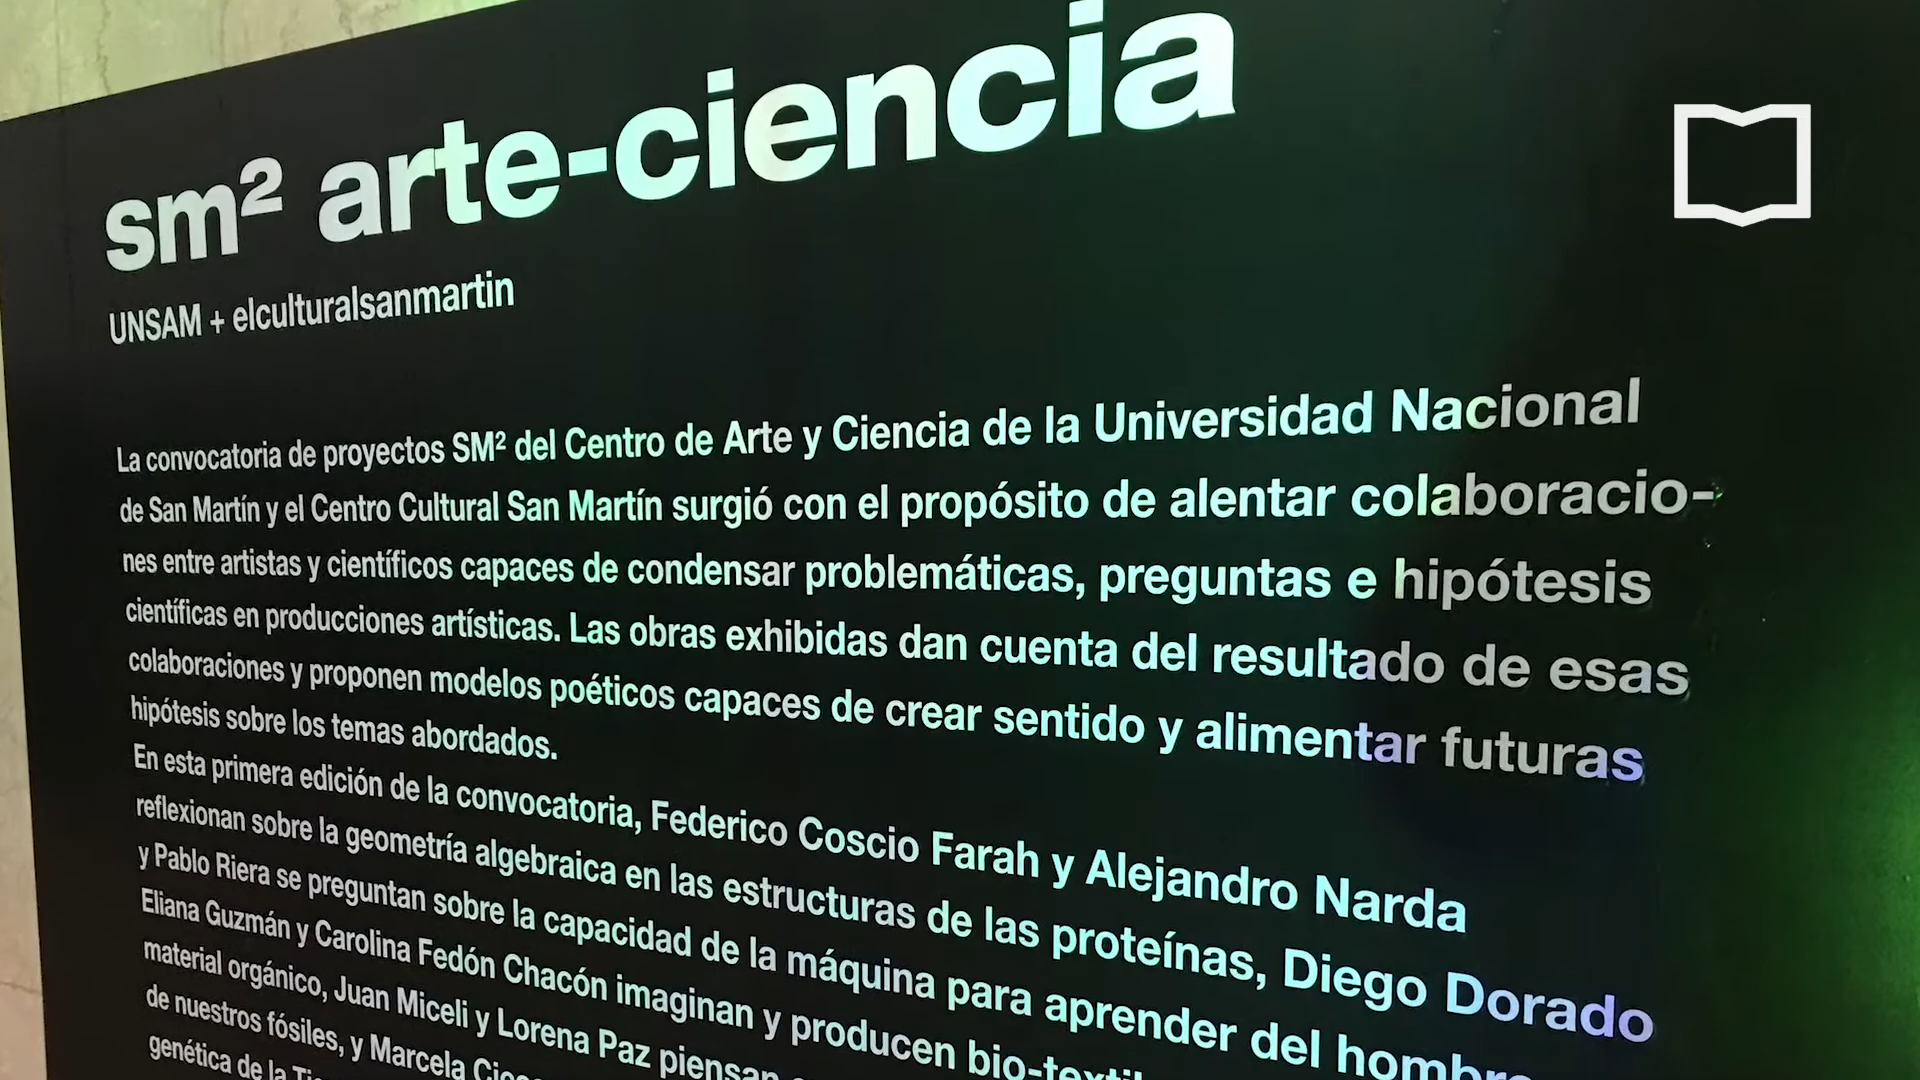 sm² arte-ciencia
UNSAM + elculturalsanmartin
La convocatoria de proyectos SM² del Centro de Arte y Ciencia de la Universidad Nacional
de San Martín y el Centro Cultural San Martín surgió con el propósito de alentar colaboracio-
nes entre artistas y científicos capaces de condensar problemáticas, preguntas e hipótesis
científicas en producciones artísticas. Las obras exhibidas dan cuenta del resultado de esas
colaboraciones y proponen modelos poéticos capaces de crear sentido y alimentar futuras
hipótesis sobre los temas abordados.
En esta primera edición de la convocatoria, Federico Coscio Farah y Alejandro Narda
reflexionan sobre la geometría algebraica en las estructuras de las proteínas, Diego Dorado
y Pablo Riera se preguntan sobre la capacidad de la máquina para aprender del
Eliana Guzmán y Carolina Fedón Chacón imaginan y producen
material orgánico, Juan Miceli y Lorena Paz piensan
de nuestros fósiles, y Marcela
genética de la